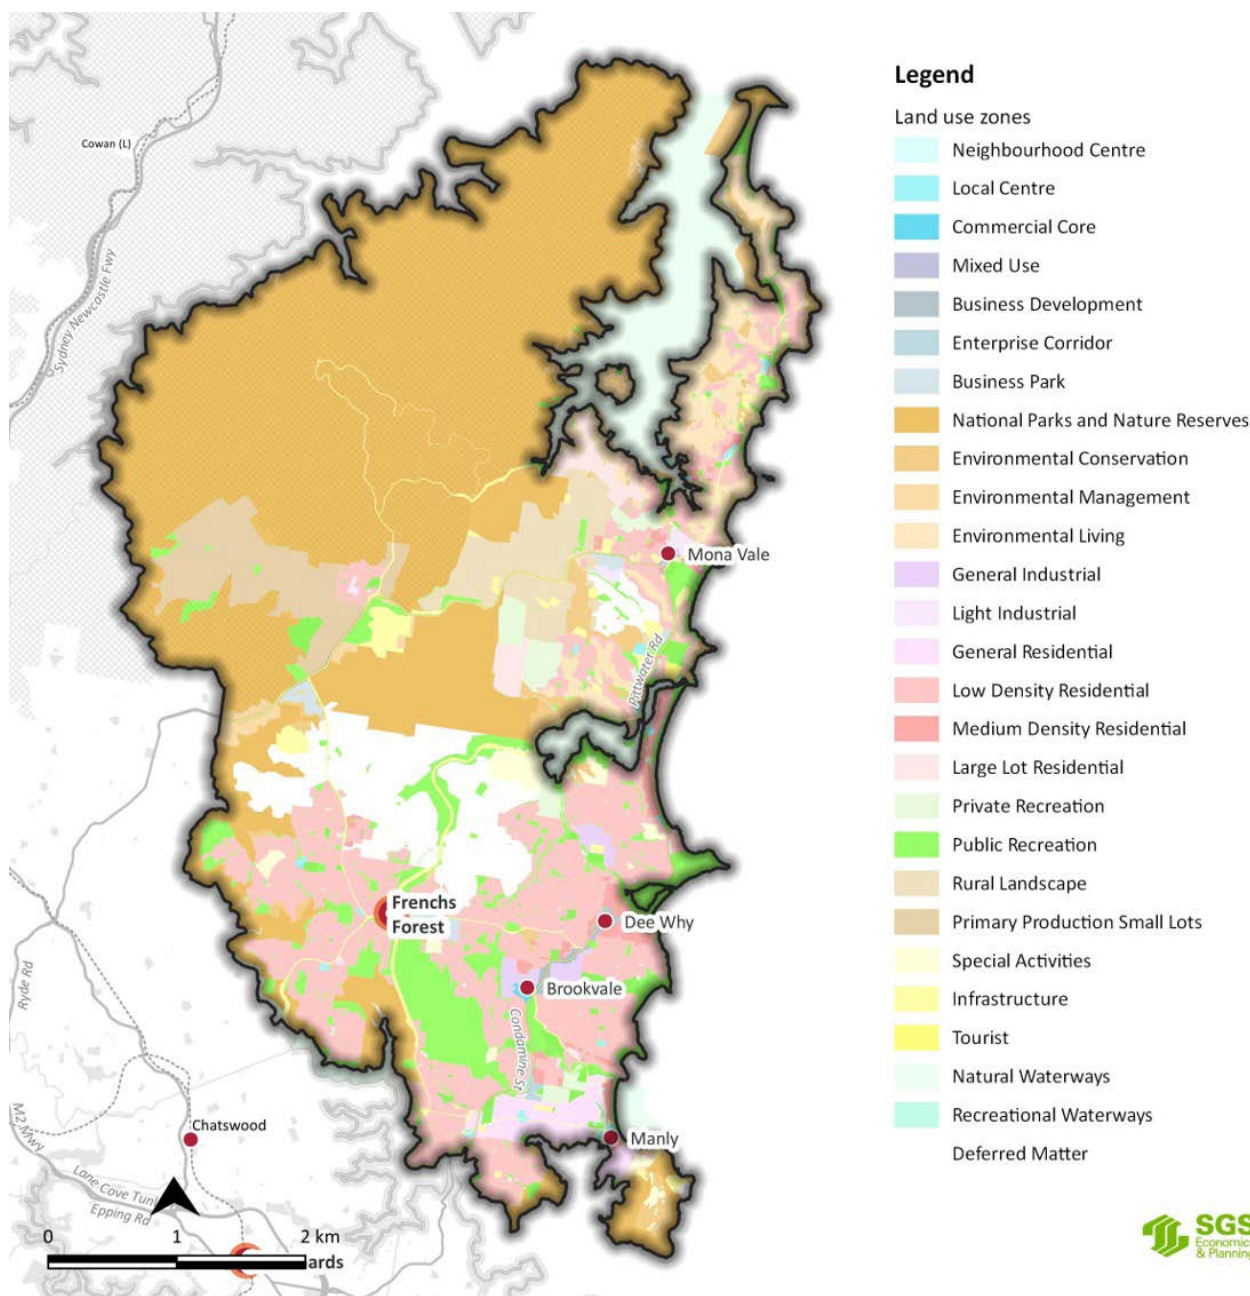 Cowan (L)
Sydney Newcastle Fwy
Mona Vale
Pittwater Rd
Frenchs
Forest
Dee Why
Brookvale
Condamine St
Manly
Ryde Rd
Chatswood
M2 Mwy
Lane Cove Tun
Epping Rd
0 1 2 km
ards
Legend
Land use zones
Neighbourhood Centre
Local Centre
Commercial Core
Mixed Use
Business Development
Enterprise Corridor
Business Park
National Parks and Nature Reserves
Environmental Conservation
Environmental Management
Environmental Living
General Industrial
Light Industrial
General Residential
Low Density Residential
Medium Density Residential
Large Lot Residential
Private Recreation
Public Recreation
Rural Landscape
Primary Production Small Lots
Special Activities
Infrastructure
Tourist
Natural Waterways
Recreational Waterways
Deferred Matter
SGS
Economics
& Planning